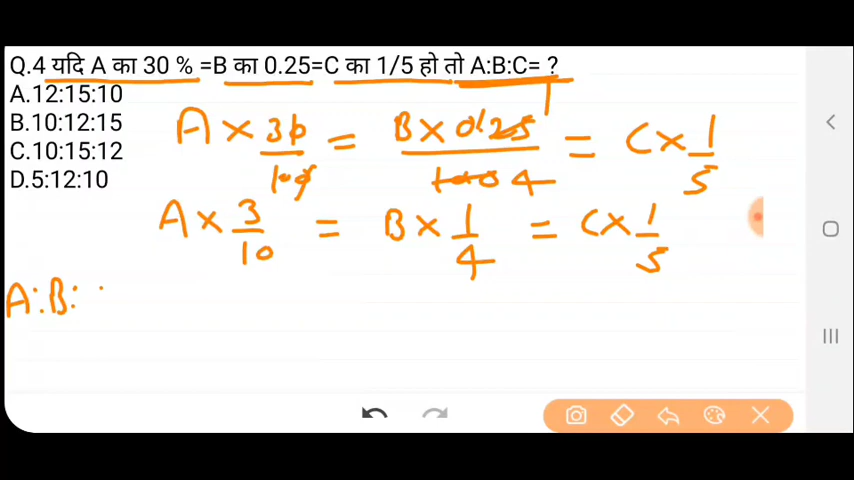 Q.4 यदि A का 30 % =B का 0.25=C का 1/5 हो तो A:B:C= ?
A.12:15:10
B.10:12:15
C.10:15:12
D.5:12:10
A × 30/100 = B × 0.25/100 4 = C × 1/5
A × 3/10 = B × 1/4 = C × 1/5
A:B: